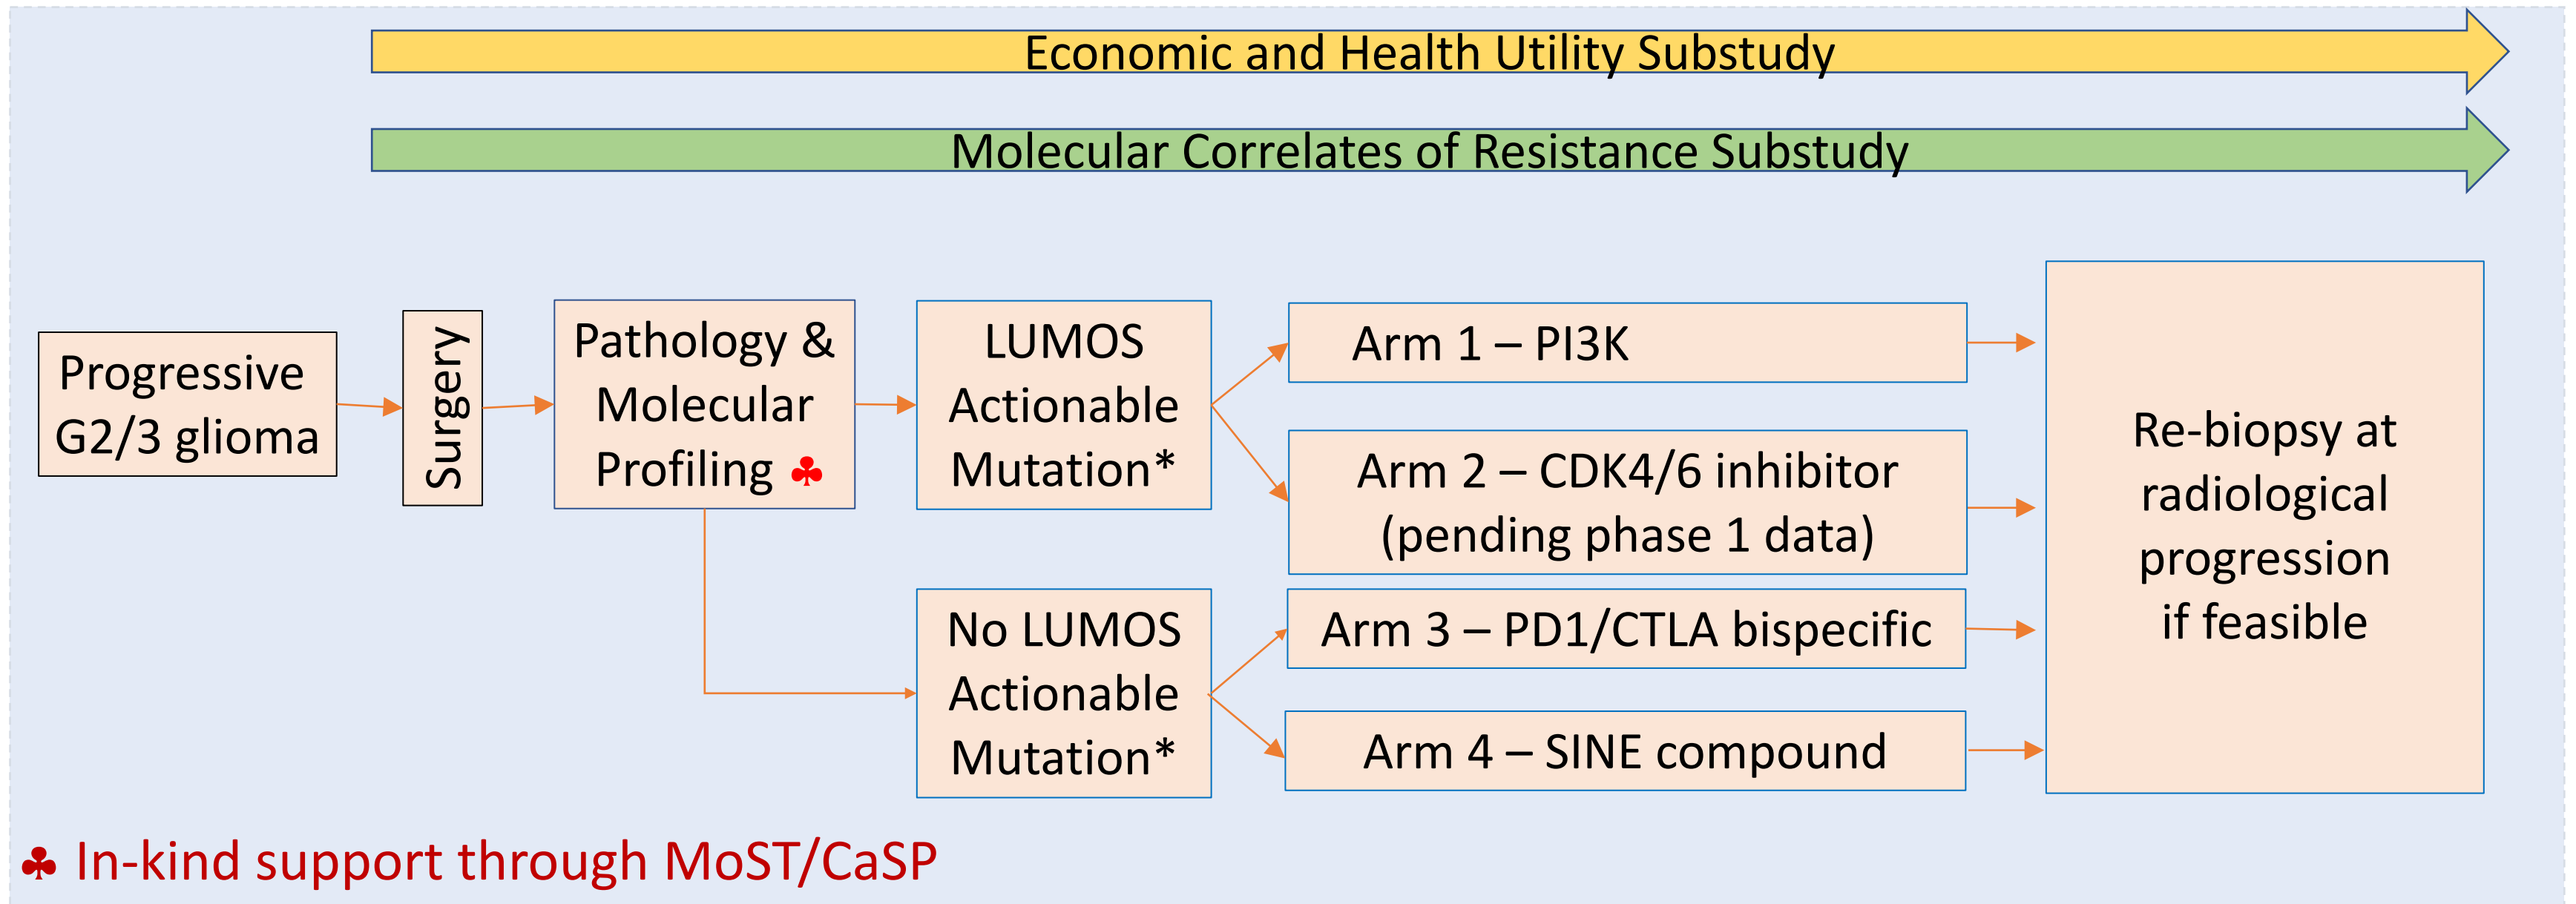 Economic and Health Utility Substudy
Molecular Correlates of Resistance Substudy
Progressive
G2/3 glioma
Surgery
Pathology &
Molecular
Profiling ♣
LUMOS
Actionable
Mutation*
No LUMOS
Actionable
Mutation*
Arm 1 – PI3K
Arm 2 – CDK4/6 inhibitor
(pending phase 1 data)
Arm 3 – PD1/CTLA bispecific
Arm 4 – SINE compound
Re-biopsy at
radiological
progression
if feasible
♣ In-kind support through MoST/CaSP